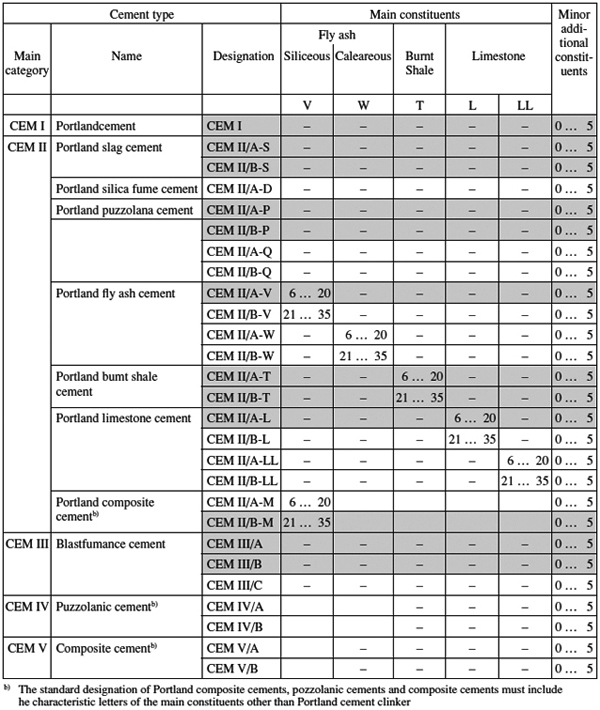 Cement type Main constituents Minor addi- tional constit- uents
Fly ash
Main category Name Designation Siliceous Caleareous Burnt Shale Limestone
V W T L LL
CEM I Portlandcement CEM I – – – – – 0 ... 5
CEM II Portland slag cement CEM II/A-S – – – – – 0 ... 5
CEM II/B-S – – – – – 0 ... 5
Portland silica fume cement CEM II/A-D – – – – – 0 ... 5
Portland puzzolana cement CEM II/A-P – – – – – 0 ... 5
CEM II/B-P – – – – – 0 ... 5
CEM II/A-Q – – – – – 0 ... 5
CEM II/B-Q – – – – – 0 ... 5
Portland fly ash cement CEM II/A-V 6 ... 20 – – – – 0 ... 5
CEM II/B-V 21 ... 35 – – – – 0 ... 5
CEM II/A-W – 6 ... 20 – – – 0 ... 5
CEM II/B-W – 21 ... 35 – – – 0 ... 5
Portland bumt shale cement CEM II/A-T – – 6 ... 20 – – 0 ... 5
CEM II/B-T – – 21 ... 35 – – 0 ... 5
Portland limestone cement CEM II/A-L – – – 6 ... 20 – 0 ... 5
CEM II/B-L – – – 21 ... 35 – 0 ... 5
CEM II/A-LL – – – – 6 ... 20 0 ... 5
CEM II/B-LL – – – – 21 ... 35 0 ... 5
Portland composite cement b) CEM II/A-M 6 ... 20 0 ... 5
CEM II/B-M 21 ... 35 0 ... 5
CEM III Blastfumance cement CEM III/A – – – – – 0 ... 5
CEM III/B – – – – – 0 ... 5
CEM III/C – – – – – 0 ... 5
CEM IV Puzzolanic cement b) CEM IV/A – – – 0 ... 5
CEM IV/B – – – 0 ... 5
CEM V Composite cement b) CEM V/A – – – – 0 ... 5
CEM V/B – – – – 0 ... 5
b) The standard designation of Portland composite cements, pozzolanic cements and composite cements must include
he characteristic letters of the main constituents other than Portland cement clinker